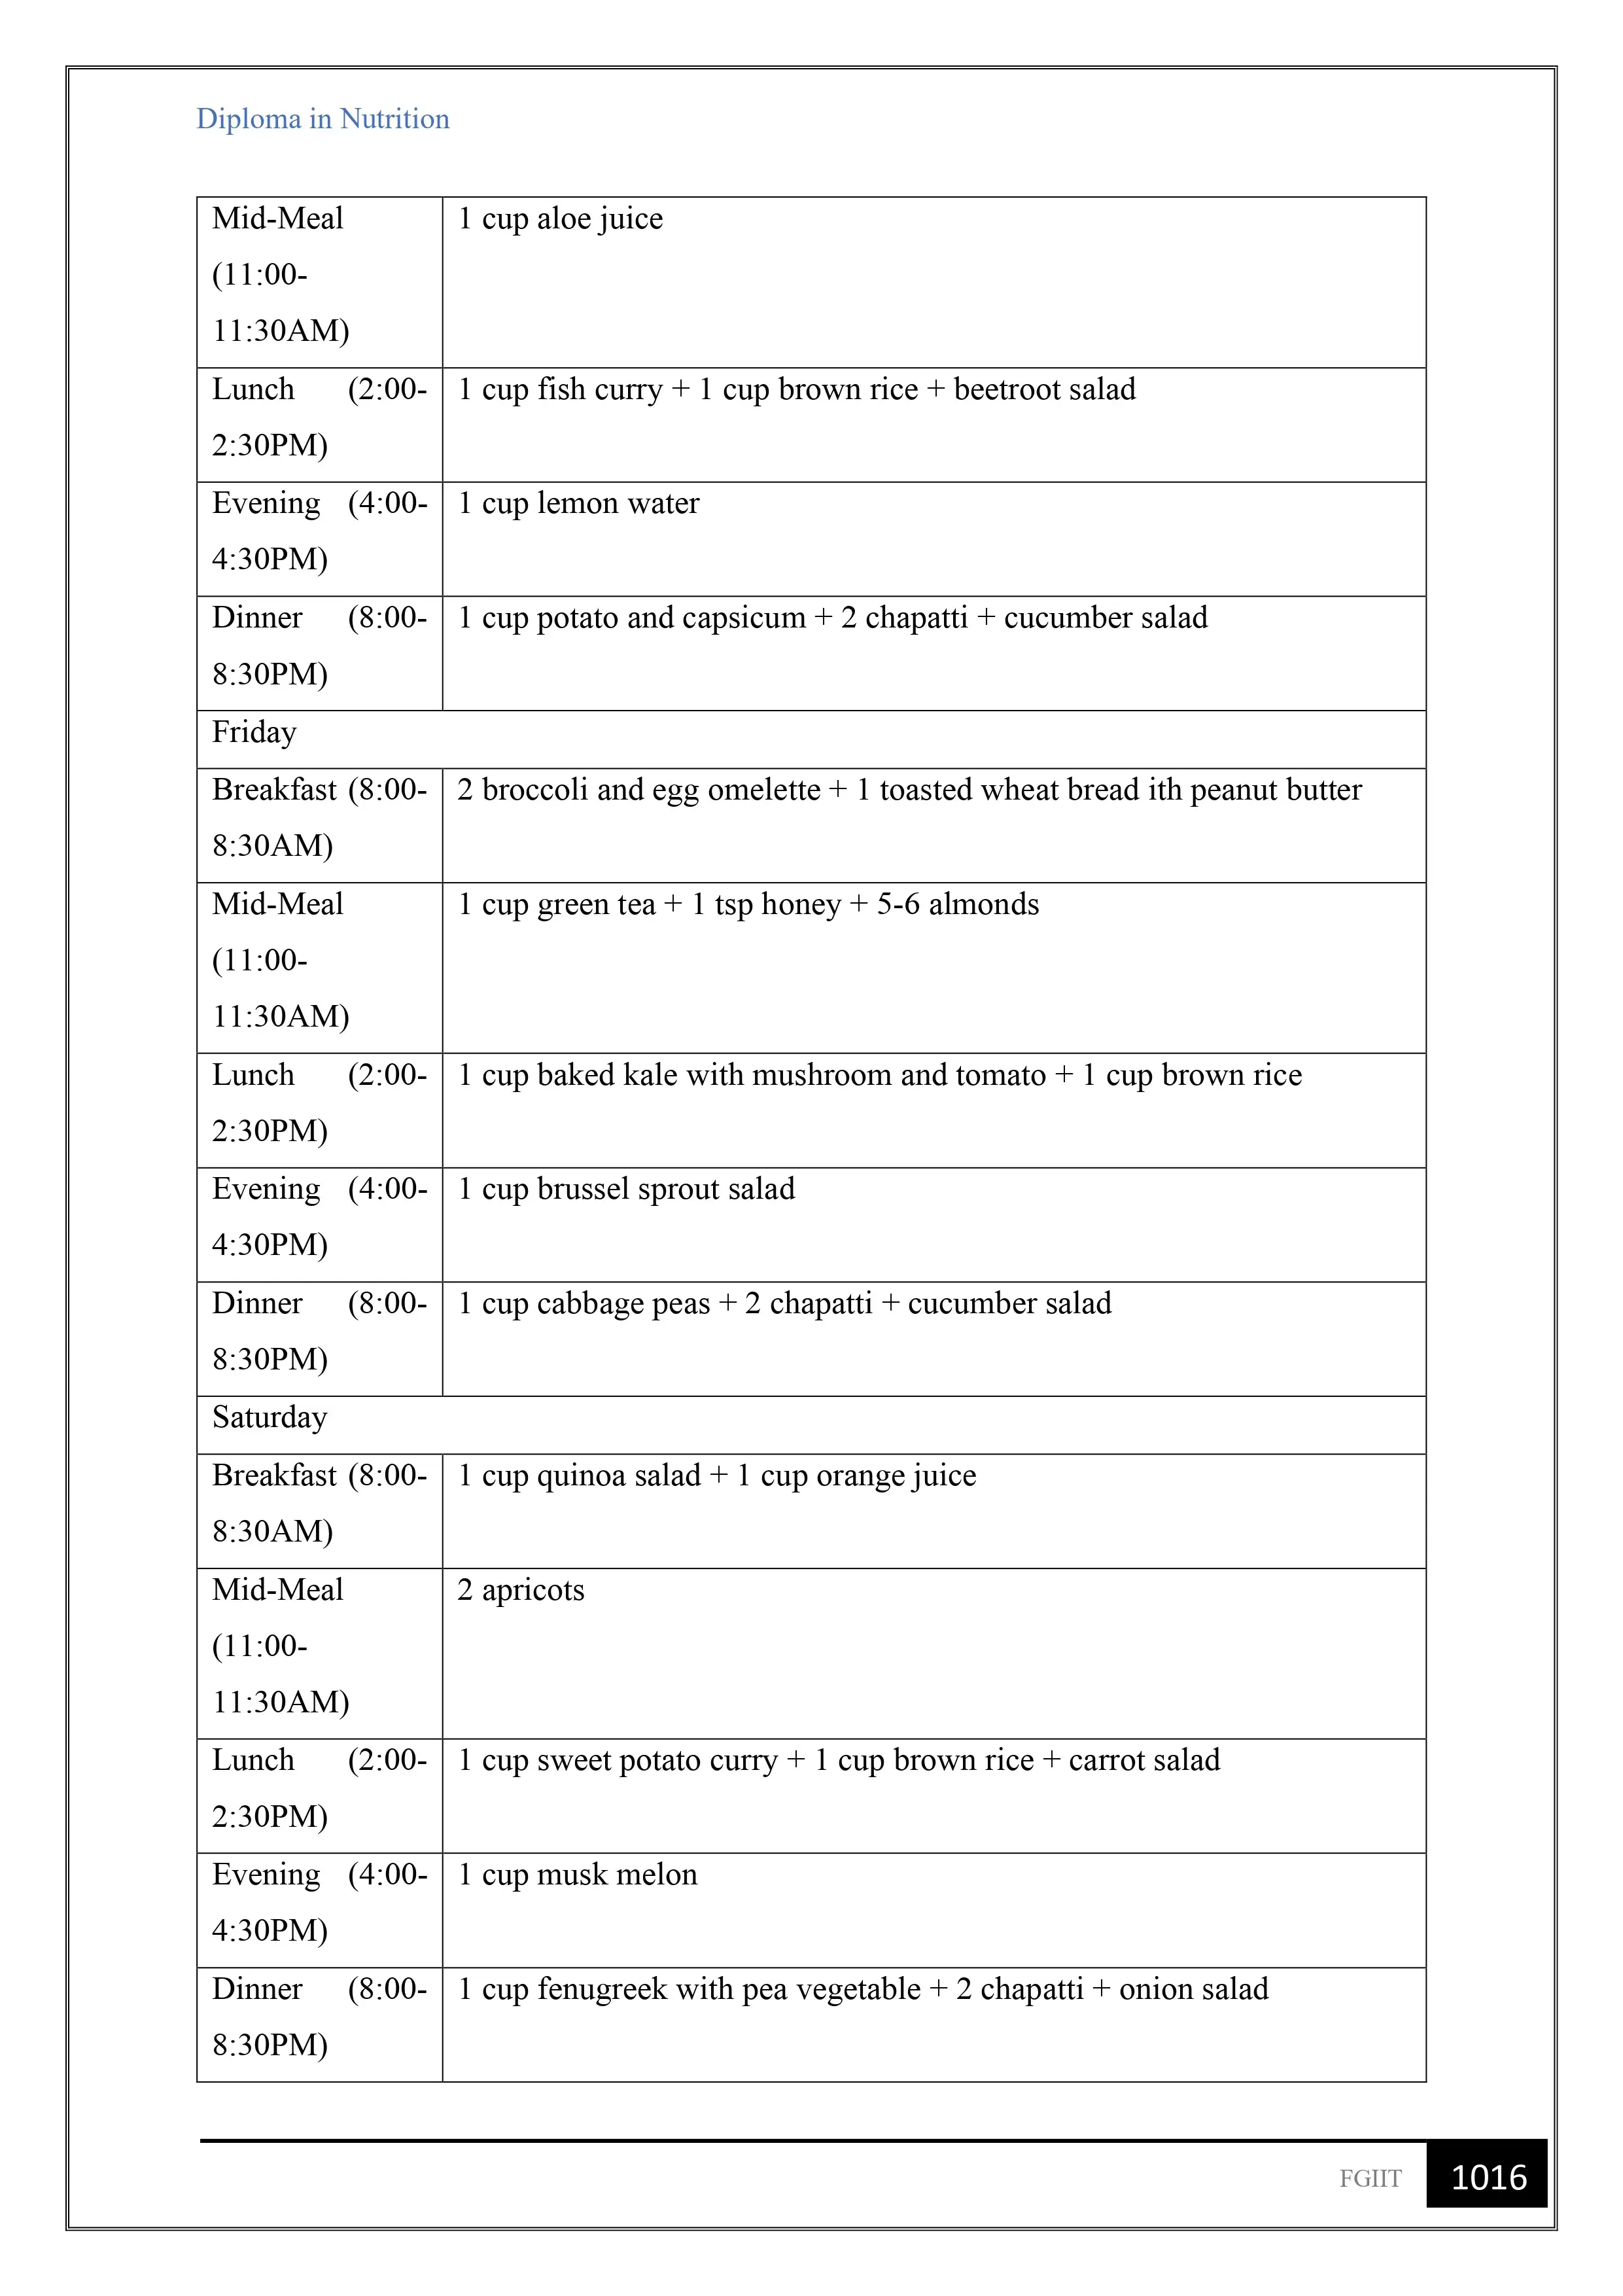 Diploma in Nutrition
Mid-Meal
(11:00-
11:30AM)
1 cup aloe juice
Lunch (2:00-
2:30PM)
1 cup fish curry + 1 cup brown rice + beetroot salad
Evening (4:00-
4:30PM)
1 cup lemon water
Dinner (8:00-
8:30PM)
1 cup potato and capsicum + 2 chapatti + cucumber salad
Friday
Breakfast (8:00-
8:30AM)
2 broccoli and egg omelette + 1 toasted wheat bread ith peanut butter
Mid-Meal
(11:00-
11:30AM)
1 cup green tea + 1 tsp honey + 5-6 almonds
Lunch (2:00-
2:30PM)
1 cup baked kale with mushroom and tomato + 1 cup brown rice
Evening (4:00-
4:30PM)
1 cup brussel sprout salad
Dinner (8:00-
8:30PM)
1 cup cabbage peas + 2 chapatti + cucumber salad
Saturday
Breakfast (8:00-
8:30AM)
1 cup quinoa salad + 1 cup orange juice
Mid-Meal
(11:00-
11:30AM)
2 apricots
Lunch (2:00-
2:30PM)
1 cup sweet potato curry + 1 cup brown rice + carrot salad
Evening (4:00-
4:30PM)
1 cup musk melon
Dinner (8:00-
8:30PM)
1 cup fenugreek with pea vegetable + 2 chapatti + onion salad
FGIIT 1016